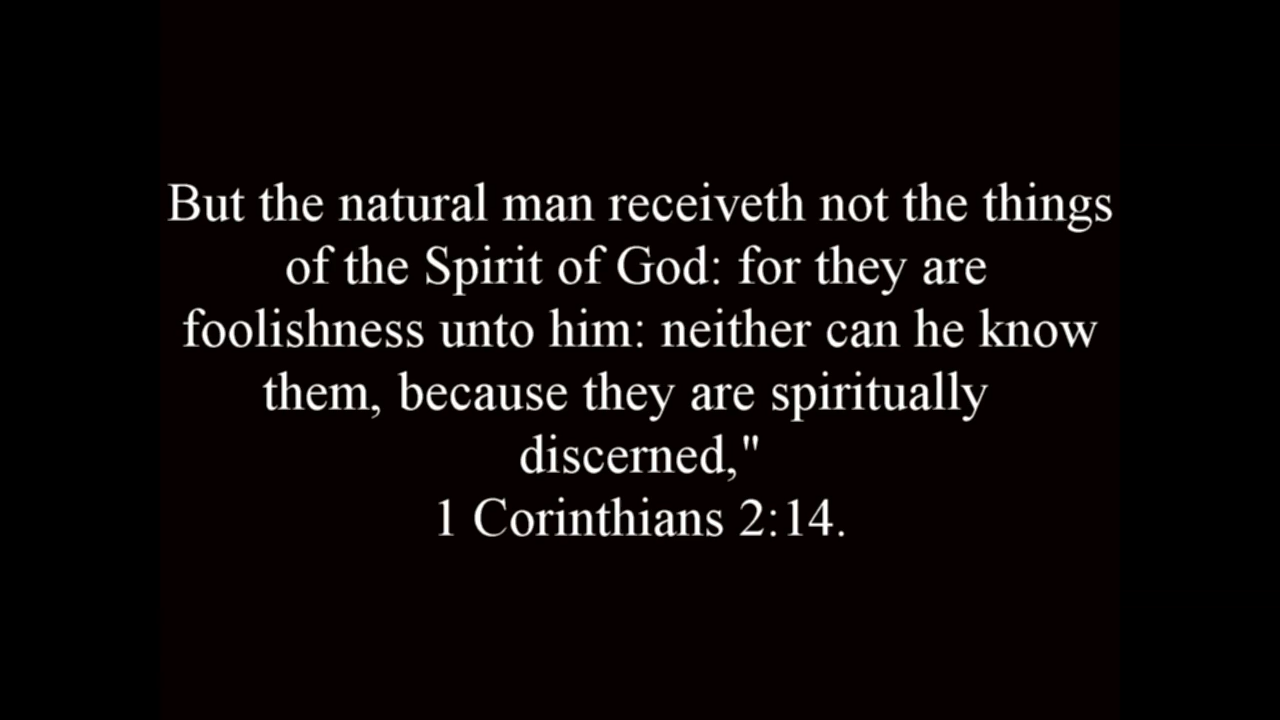 But the natural man receiveth not the things
of the Spirit of God: for they are
foolishness unto him: neither can he know
them, because they are spiritually
discerned,"
1 Corinthians 2:14.